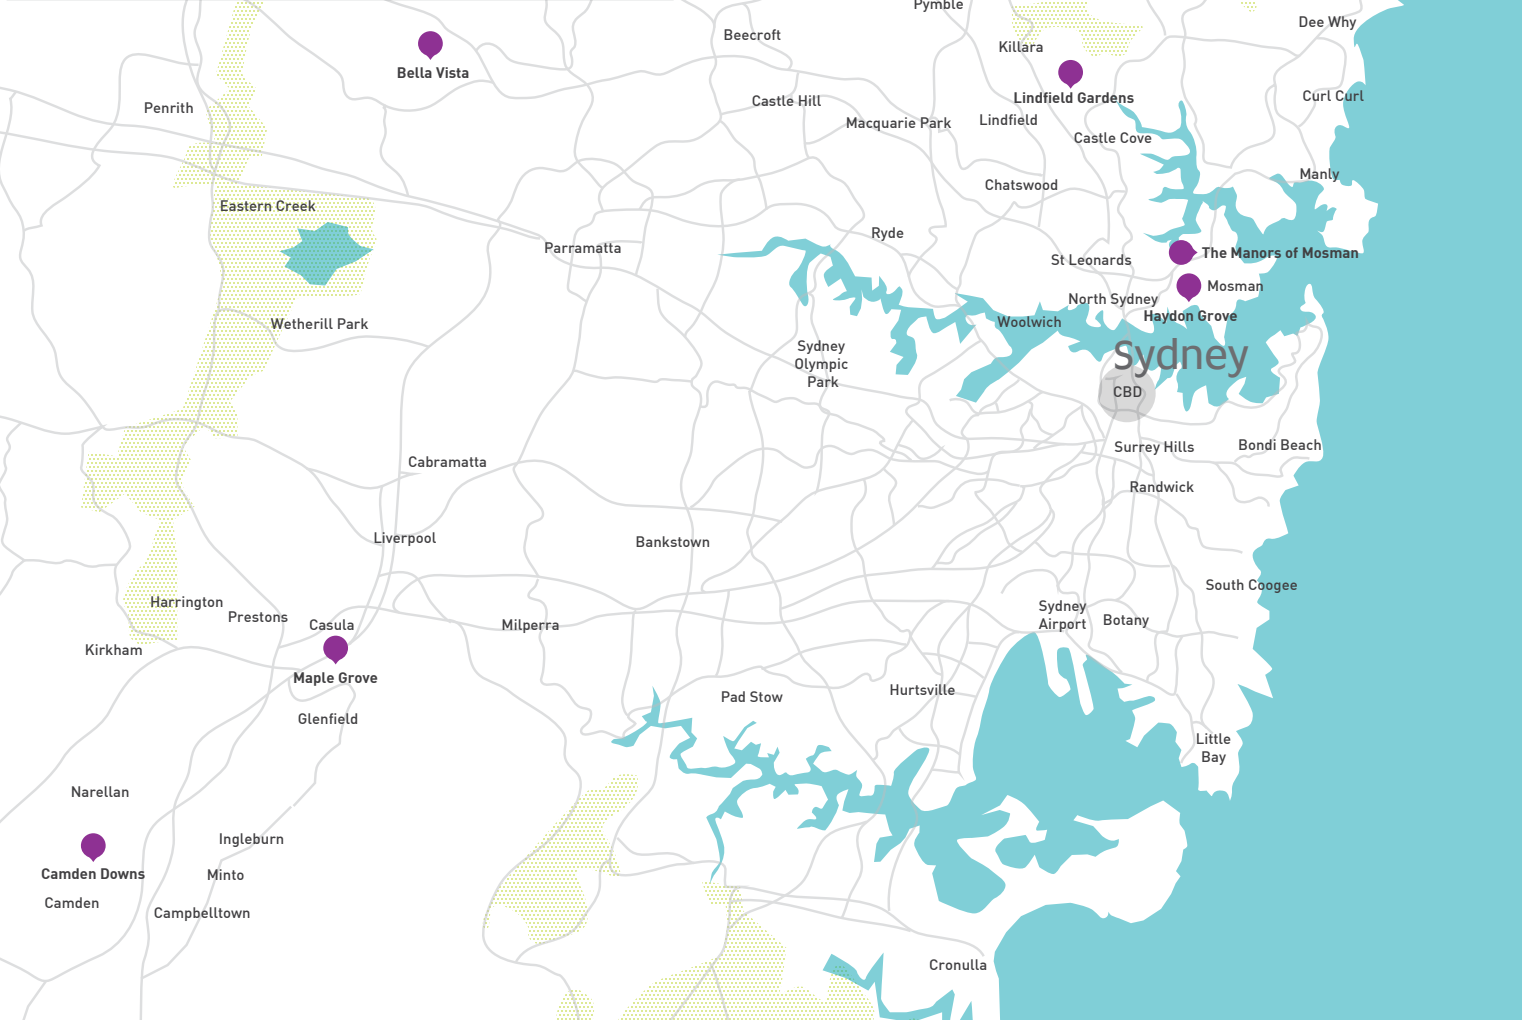 Pymble
Dee Why
Beecroft
Killara
Bella Vista
Lindfield Gardens
Curl Curl
Castle Hill
Penrith
Macquarie Park
Lindfield
Castle Cove
Manly
Chatswood
Eastern Creek
Ryde
Parramatta
St Leonards
The Manors of Mosman
Mosman
North Sydney
Haydon Grove
Woolwich
Wetherill Park
Sydney
Olympic
Park
Sydney
CBD
Surrey Hills
Bondi Beach
Cabramatta
Randwick
Liverpool
Bankstown
South Coogee
Harrington
Prestons
Casula
Milperra
Sydney
Airport
Botany
Kirkham
Maple Grove
Hurtsville
Pad Stow
Glenfield
Little
Bay
Narellan
Ingleburn
Camden Downs
Minto
Camden
Campbelltown
Cronulla